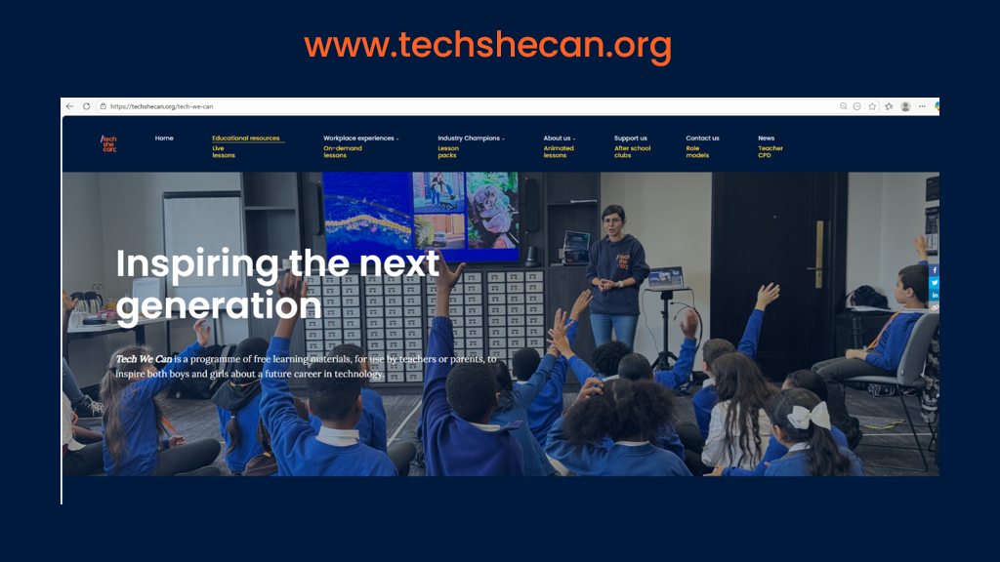 www.techshecan.org
https://techshecan.org/tech-we-can
/tech
she
can;
Home
Educational resources
Workplace experiences
Industry Champions
About us
Support us
Contact us
News
Live
lessons
On-demand
lessons
Lesson
packs
Animated
lessons
After school
clubs
Role
models
Teacher
CPD
Inspiring the next
generation
Tech We Can is a programme of free learning materials, for use by teachers or parents, to
inspire both boys and girls about a future career in technology.
/tech
she
can;